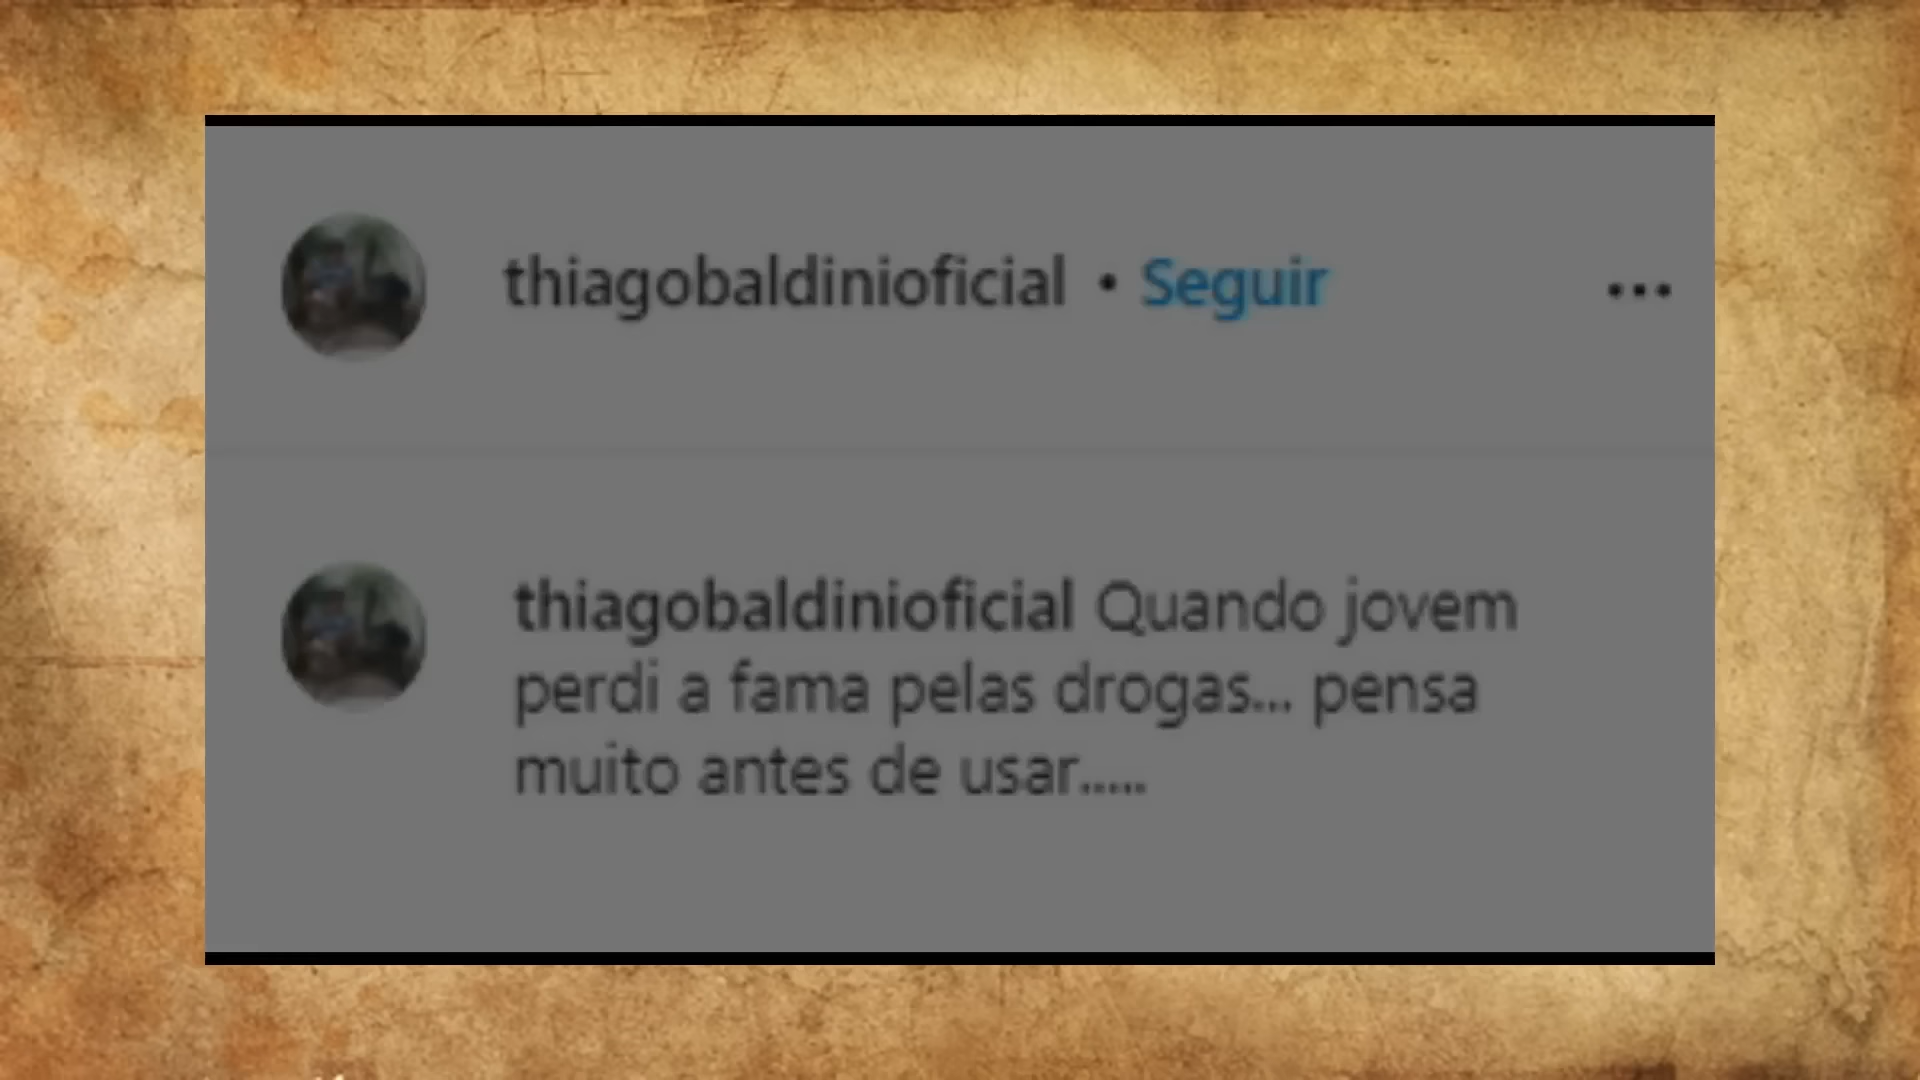 thiagobaldinioficial • Seguir
thiagobaldinioficial Quando jovem
perdi a fama pelas drogas... pensa
muito antes de usar.....